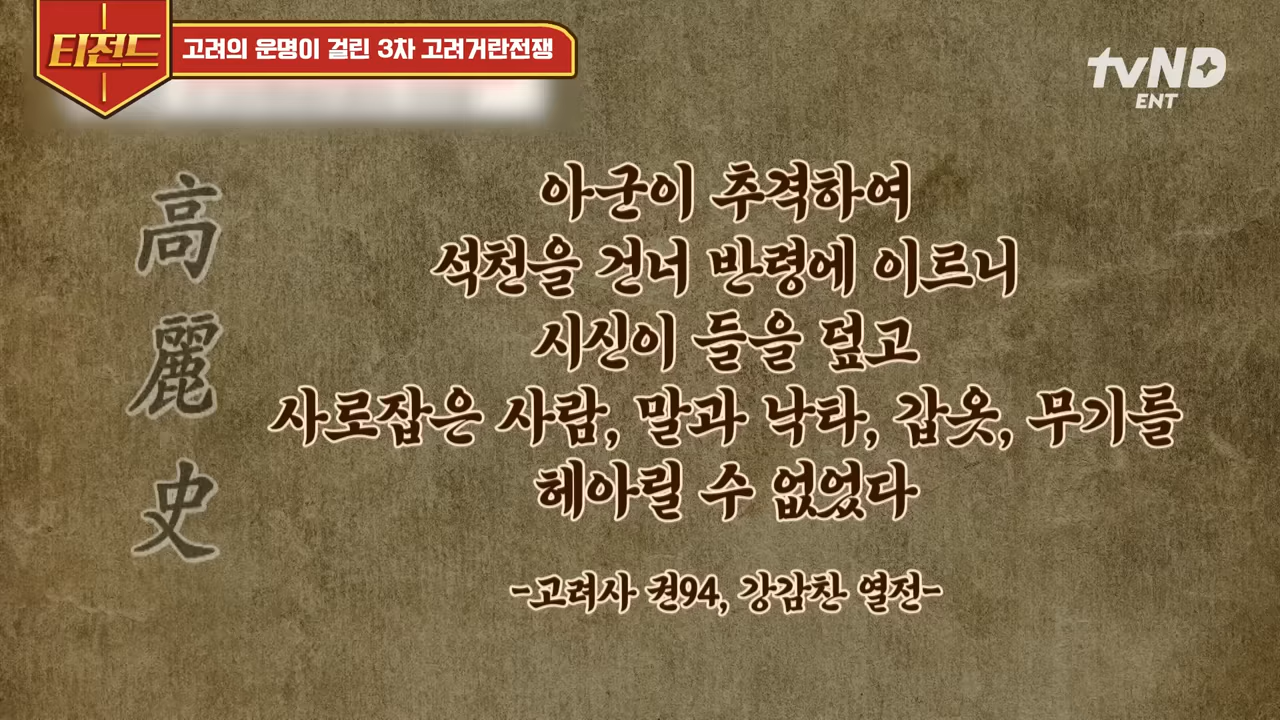 티전드
고려의 운명이 걸린 3차 고려거란전쟁
tvND
ENT
高麗史
아군이 추격하여
석천을 건너 반령에 이르니
시신이 들을 덮고
사로잡은 사람, 말과 낙타, 갑옷, 무기를
헤아릴 수 없었다
-고려사 권94, 강감찬 열전-